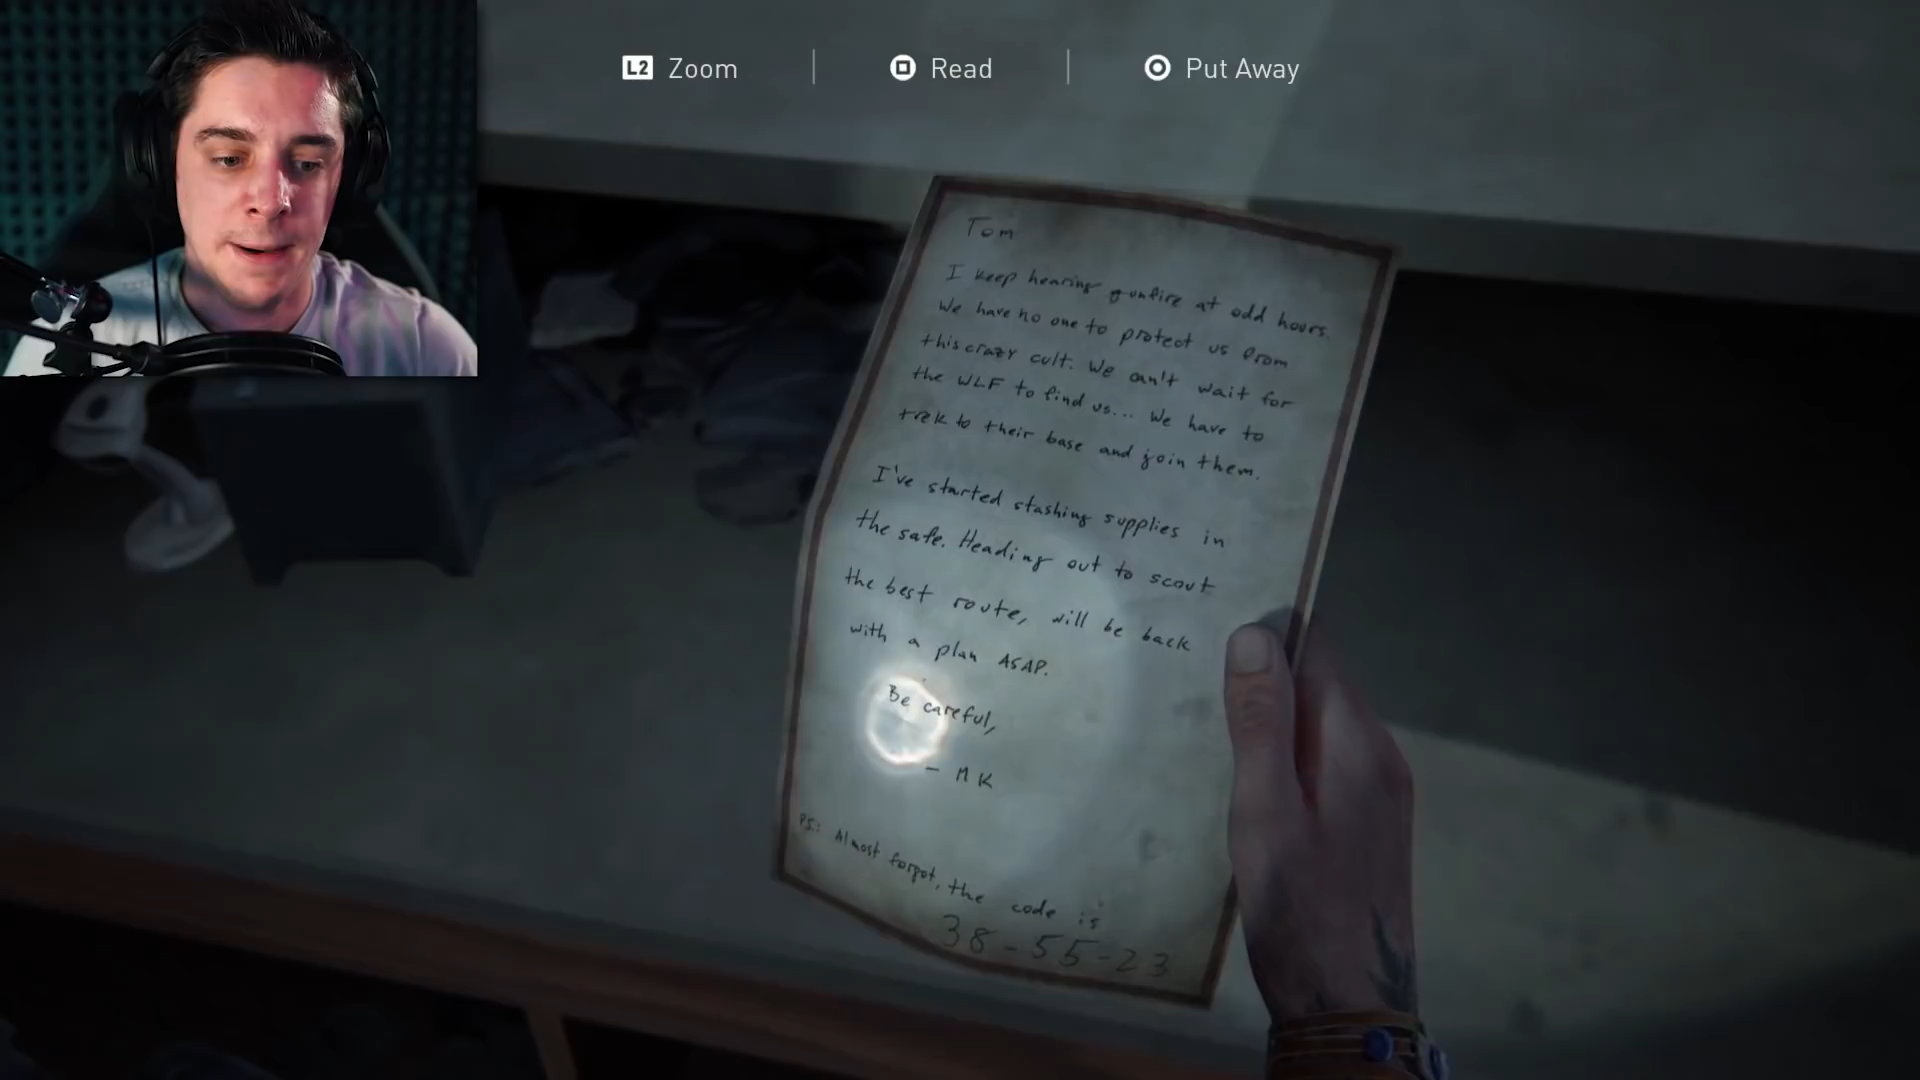 L2 Zoom | Read | Put Away
Tom
I keep hearing gunfire at odd hours.
We have no one to protect us from
this crazy cult. We can't wait for
the WLF to find us... We have to
trek to their base and join them.
I've started stashing supplies in
the safe. Heading out to scout
the best route, will be back
with a plan ASAP.
Be careful,
- MK
PS.: Almost forgot, the code is
38-55-23